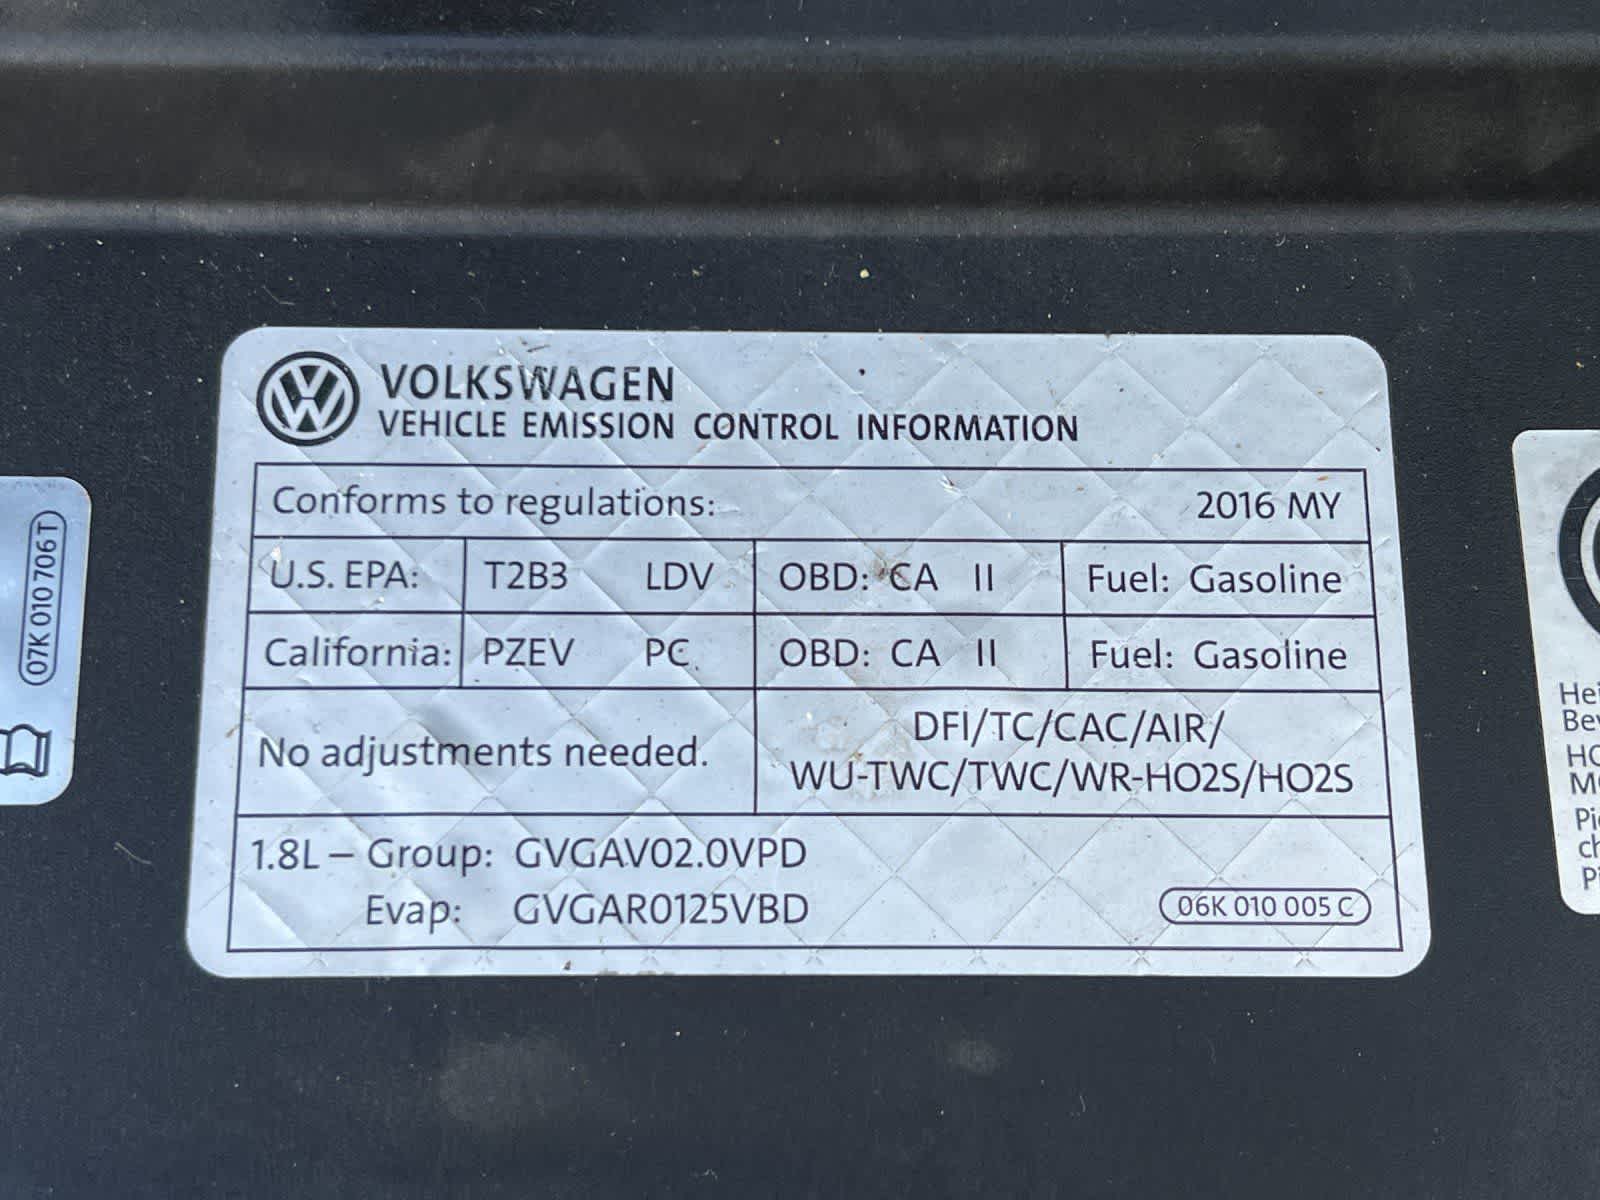 VOLKSWAGEN
VEHICLE EMISSION CONTROL INFORMATION
Conforms to regulations: 2016 MY
U.S. EPA: T2B3 LDV OBD: CA II Fuel: Gasoline
California: PZEV PC OBD: CA II Fuel: Gasoline
No adjustments needed.
DFI/TC/CAC/AIR/
WU-TWC/TWC/WR-HO2S/HO2S
1.8L – Group: GVGAV02.0VPD
Evap: GVGAR0125VBD
06K 010 005 C
07K 010 706 T